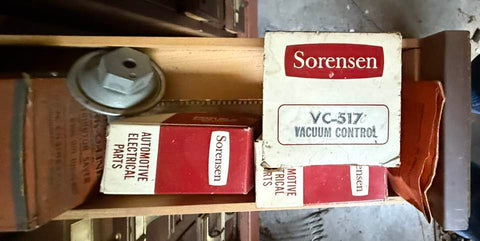 Sorensen
VC-517
VACUUM CONTROL
Sorensen
AUTOMOTIVE
ELECTRICAL
PARTS
Sorensen
AUTOMOTIVE
ELECTRICAL
PARTS